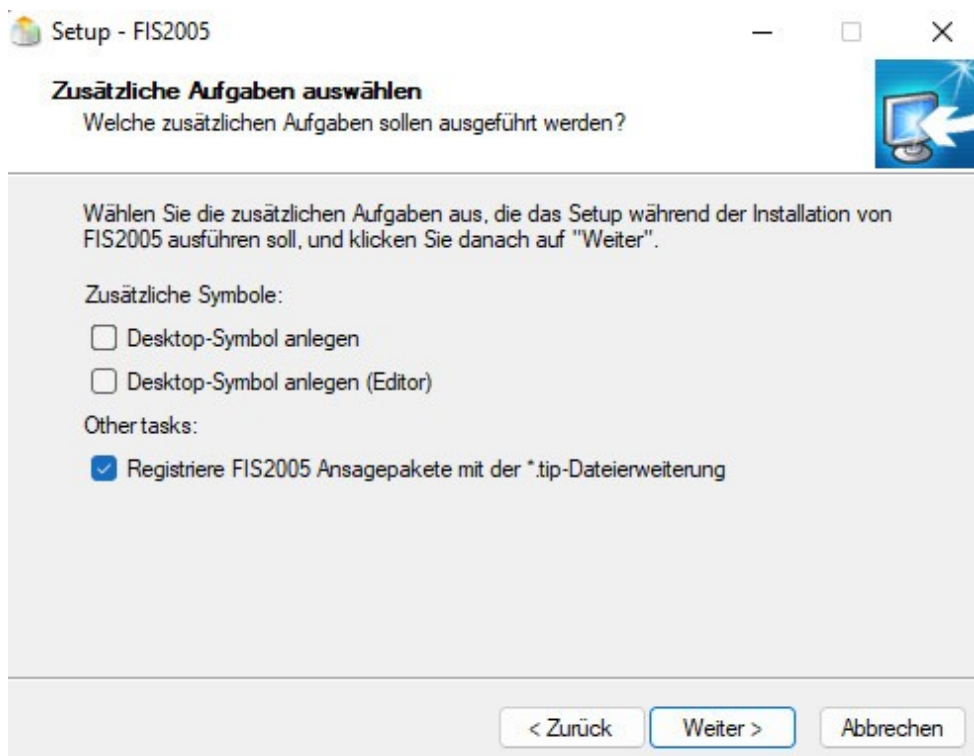 Setup - FIS2005
Zusätzliche Aufgaben auswählen
Welche zusätzlichen Aufgaben sollen ausgeführt werden?
Wählen Sie die zusätzlichen Aufgaben aus, die das Setup während der Installation von
FIS2005 ausführen soll, und klicken Sie danach auf "Weiter".
Zusätzliche Symbole:
Desktop-Symbol anlegen
Desktop-Symbol anlegen (Editor)
Other tasks:
Registriere FIS2005 Ansagepakete mit der *.tip-Dateierweiterung
< Zurück
Weiter >
Abbrechen